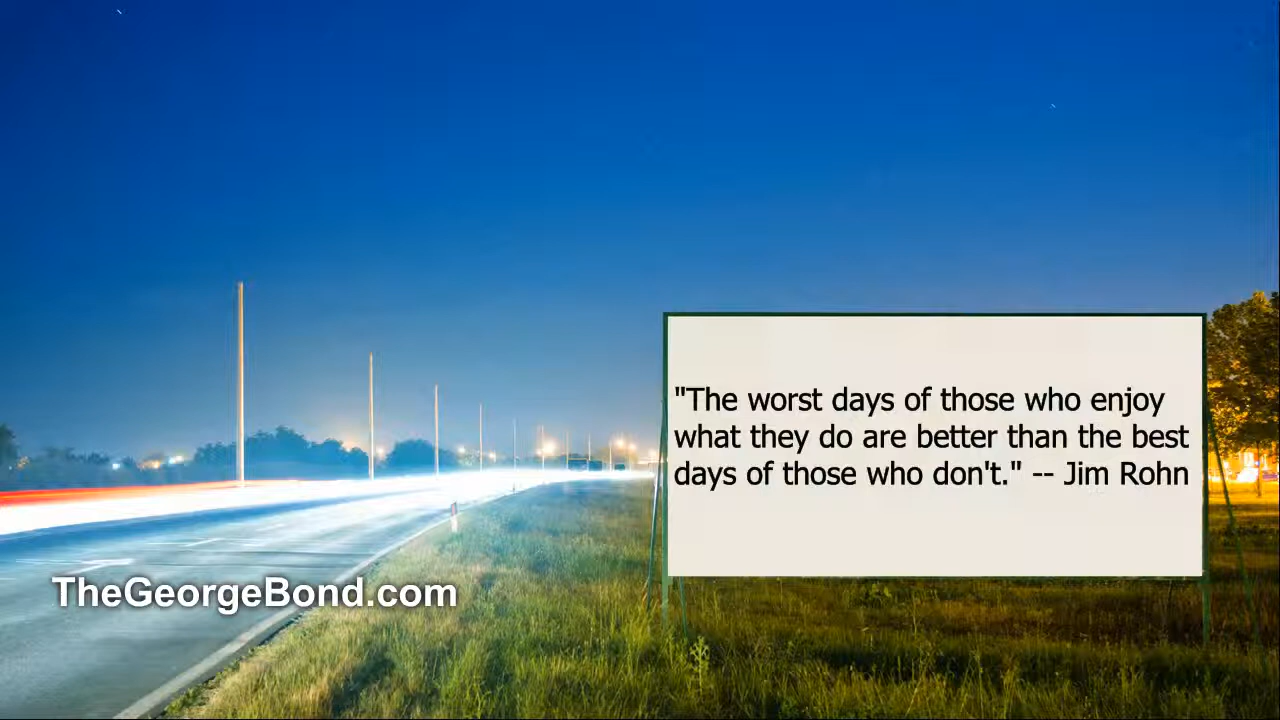 "The worst days of those who enjoy
what they do are better than the best
days of those who don't." -- Jim Rohn
TheGeorgeBond.com